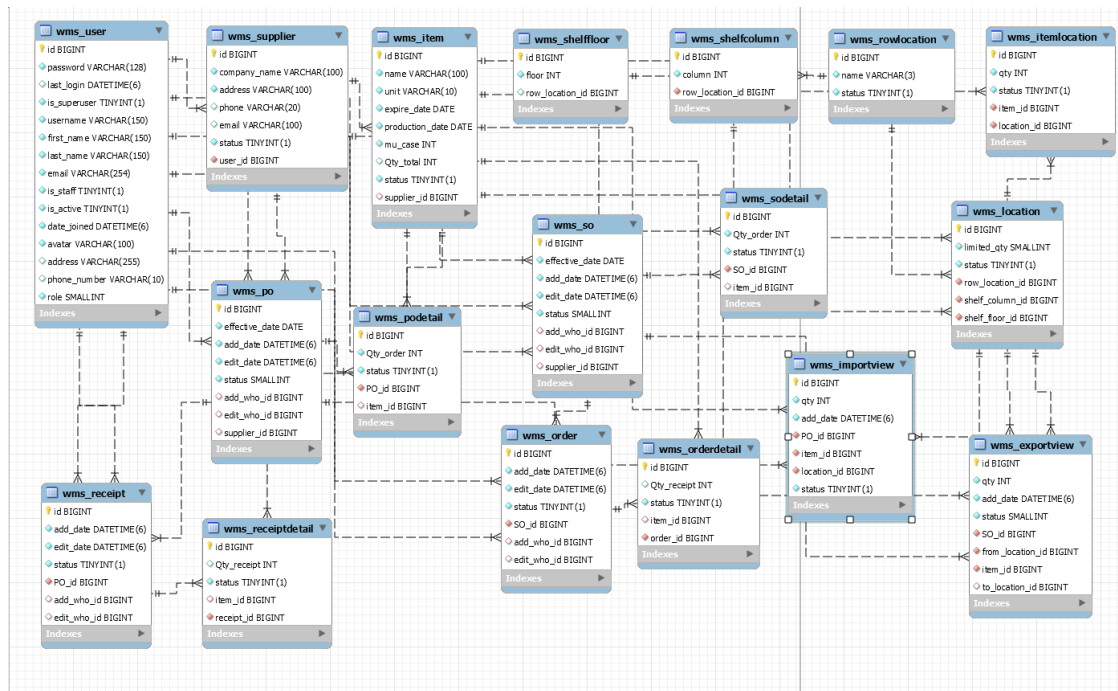 wms_user
id BIGINT
password VARCHAR(128)
last_login DATETIME(6)
is_superuser TINYINT(1)
username VARCHAR(150)
first_name VARCHAR(150)
last_name VARCHAR(150)
email VARCHAR(254)
is_staff TINYINT(1)
is_active TINYINT(1)
date_joined DATETIME(6)
avatar VARCHAR(100)
address VARCHAR(255)
phone_number VARCHAR(10)
role SMALLINT
Indexes
wms_supplier
id BIGINT
company_name VARCHAR(100)
address VARCHAR(100)
phone VARCHAR(20)
email VARCHAR(100)
status TINYINT(1)
user_id BIGINT
Indexes
wms_item
id BIGINT
name VARCHAR(100)
unit VARCHAR(10)
expire_date DATE
production_date DATE
mu_case INT
Qty_total INT
status TINYINT(1)
supplier_id BIGINT
Indexes
wms_shelffloor
id BIGINT
floor INT
row_location_id BIGINT
Indexes
wms_shelfcolumn
id BIGINT
column INT
row_location_id BIGINT
Indexes
wms_rowlocation
id BIGINT
name VARCHAR(3)
status TINYINT(1)
Indexes
wms_itemlocation
id BIGINT
qty INT
status TINYINT(1)
item_id BIGINT
location_id BIGINT
Indexes
wms_po
id BIGINT
effective_date DATE
add_date DATETIME(6)
edit_date DATETIME(6)
status SMALLINT
add_who_id BIGINT
edit_who_id BIGINT
supplier_id BIGINT
Indexes
wms_podetail
id BIGINT
Qty_order INT
status TINYINT(1)
PO_id BIGINT
item_id BIGINT
Indexes
wms_so
id BIGINT
effective_date DATE
add_date DATETIME(6)
edit_date DATETIME(6)
status SMALLINT
add_who_id BIGINT
edit_who_id BIGINT
supplier_id BIGINT
Indexes
wms_sodetail
id BIGINT
Qty_order INT
status TINYINT(1)
SO_id BIGINT
item_id BIGINT
Indexes
wms_location
id BIGINT
limited_qty SMALLINT
status TINYINT(1)
row_location_id BIGINT
shelf_column_id BIGINT
shelf_floor_id BIGINT
Indexes
wms_importview
id BIGINT
qty INT
add_date DATETIME(6)
PO_id BIGINT
item_id BIGINT
location_id BIGINT
status TINYINT(1)
Indexes
wms_receipt
id BIGINT
add_date DATETIME(6)
edit_date DATETIME(6)
status TINYINT(1)
PO_id BIGINT
add_who_id BIGINT
edit_who_id BIGINT
Indexes
wms_receiptdetail
id BIGINT
Qty_receipt INT
status TINYINT(1)
item_id BIGINT
receipt_id BIGINT
Indexes
wms_order
id BIGINT
add_date DATETIME(6)
edit_date DATETIME(6)
status TINYINT(1)
SO_id BIGINT
add_who_id BIGINT
edit_who_id BIGINT
Indexes
wms_orderdetail
id BIGINT
Qty_receipt INT
status TINYINT(1)
item_id BIGINT
order_id BIGINT
Indexes
wms_exportview
id BIGINT
qty INT
add_date DATETIME(6)
status SMALLINT
SO_id BIGINT
from_location_id BIGINT
item_id BIGINT
to_location_id BIGINT
Indexes